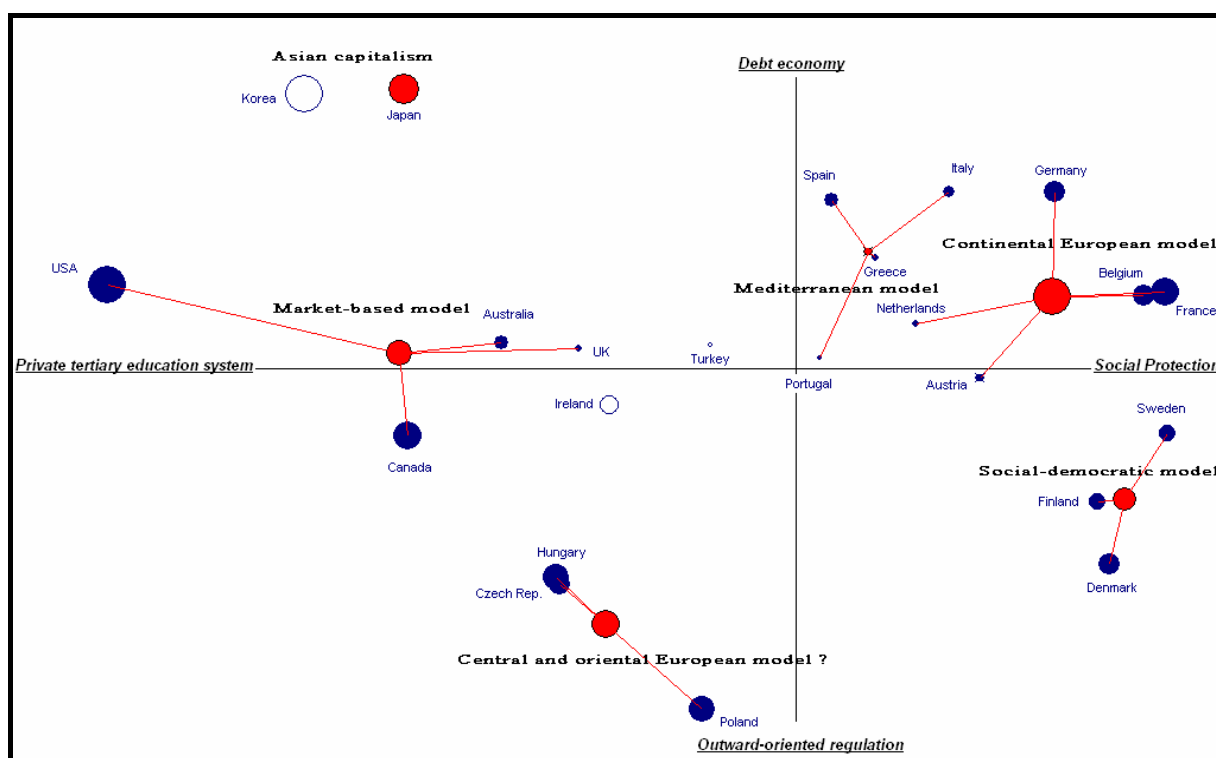 Asian capitalism
Debt economy
Korea
Japan
Spain
Italy
Germany
Continental European model
USA
Greece
Belgium
Mediterranean model
Market-based model
Netherlands
France
Australia
UK
Turkey
Private tertiary education system
Social Protection
Portugal
Austria
Ireland
Sweden
Canada
Social-democratic model
Finland
Hungary
Czech Rep.
Denmark
Central and oriental European model ?
Poland
Outward-oriented regulation